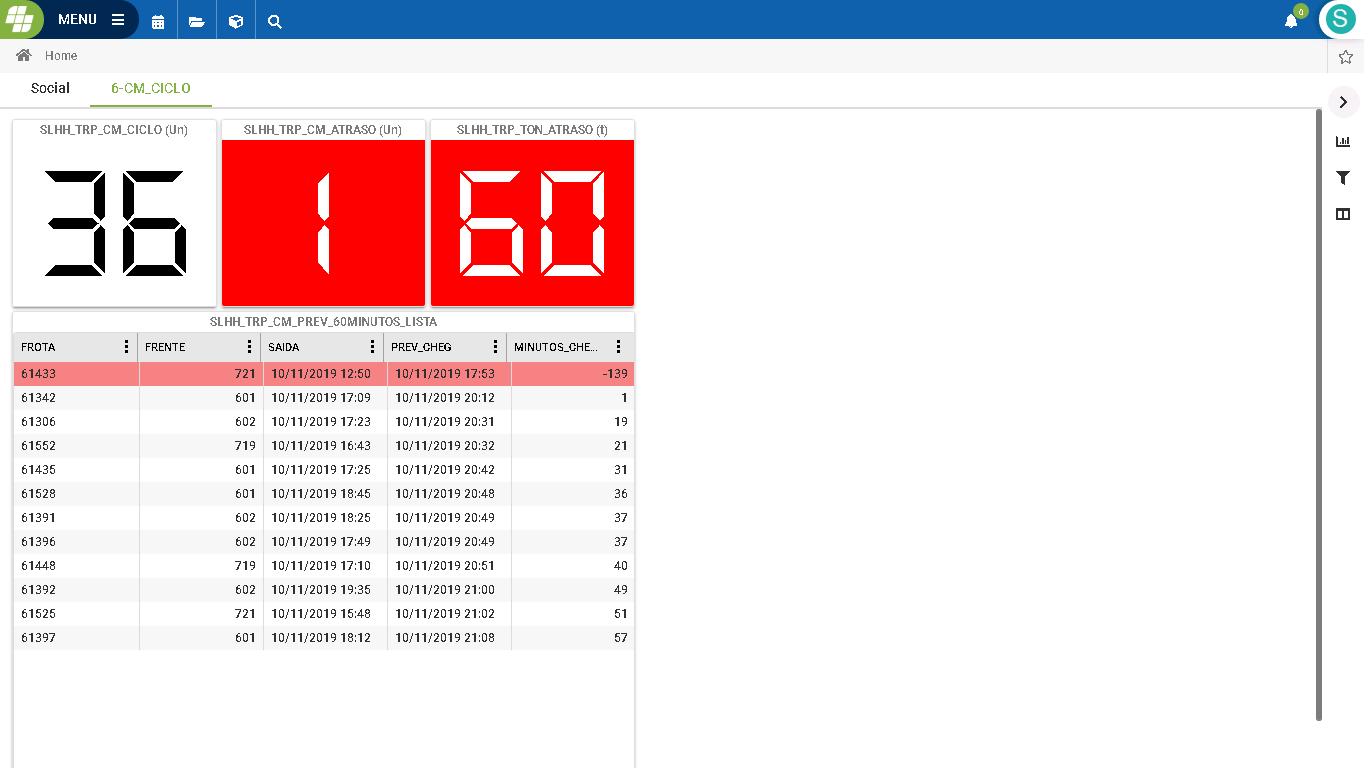 MENU
0
S
Home
Social 6-CM_CICLO
SLHH_TRP_CM_CICLO (Un) SLHH_TRP_CM_ATRASO (Un) SLHH_TRP_TON_ATRASO (t)
36 1 60
SLHH_TRP_CM_PREV_60MINUTOS_LISTA
FROTA FRENTE SAIDA PREV_CHEG MINUTOS_CHE...
61433 721 10/11/2019 12:50 10/11/2019 17:53 -139
61342 601 10/11/2019 17:09 10/11/2019 20:12 1
61306 602 10/11/2019 17:23 10/11/2019 20:31 19
61552 719 10/11/2019 16:43 10/11/2019 20:32 21
61435 601 10/11/2019 17:25 10/11/2019 20:42 31
61528 601 10/11/2019 18:45 10/11/2019 20:48 36
61391 602 10/11/2019 18:25 10/11/2019 20:49 37
61396 602 10/11/2019 17:49 10/11/2019 20:49 37
61448 719 10/11/2019 17:10 10/11/2019 20:51 40
61392 602 10/11/2019 19:35 10/11/2019 21:00 49
61525 721 10/11/2019 15:48 10/11/2019 21:02 51
61397 601 10/11/2019 18:12 10/11/2019 21:08 57